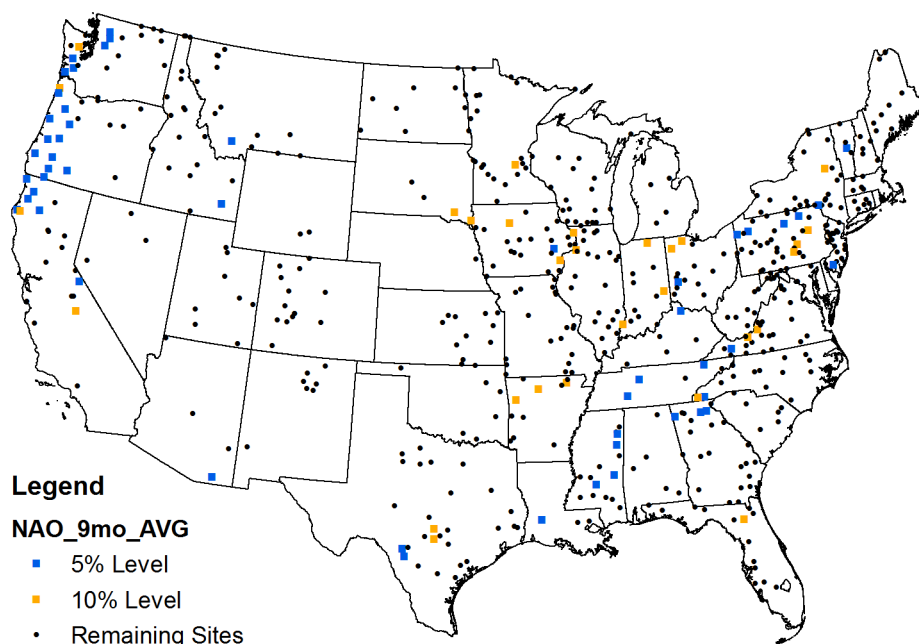 Legend
NAO_9mo_AVG
5% Level
10% Level
Remaining Sites